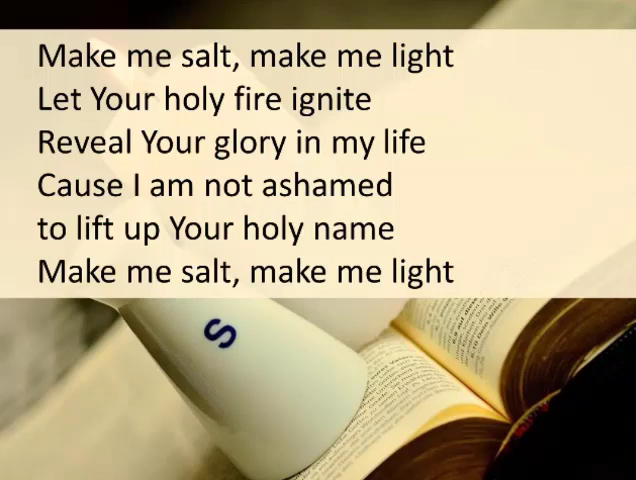 Make me salt, make me light
Let Your holy fire ignite
Reveal Your glory in my life
Cause I am not ashamed
to lift up Your holy name
Make me salt, make me light
S